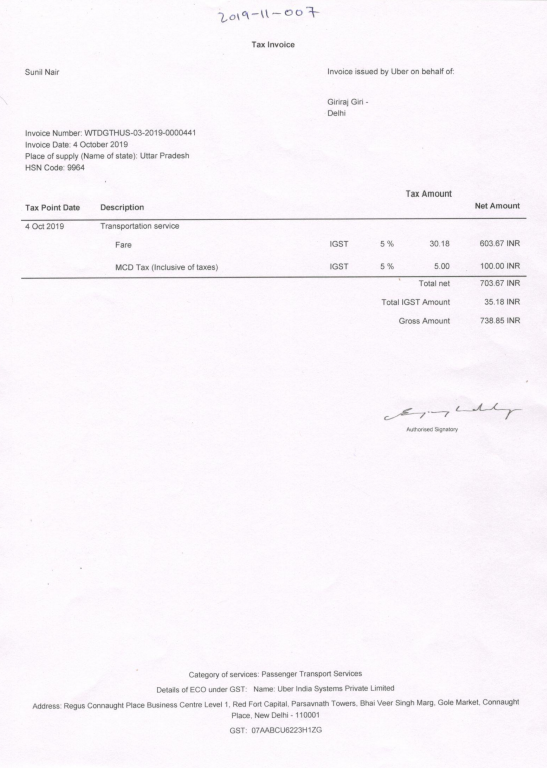 2019-11-007
Tax Invoice
Sunil Nair
Invoice issued by Uber on behalf of:
Giriraj Giri -
Delhi
Invoice Number: WTDGTHUS-03-2019-0000441
Invoice Date: 4 October 2019
Place of supply (Name of state): Uttar Pradesh
HSN Code: 9964
Tax Amount
Tax Point Date Description Net Amount
4 Oct 2019 Transportation service
Fare IGST 5 % 30.18 603.67 INR
MCD Tax (Inclusive of taxes) IGST 5 % 5.00 100.00 INR
Total net 703.67 INR
Total IGST Amount 35.18 INR
Gross Amount 738.85 INR
Authorised Signatory
Category of services: Passenger Transport Services
Details of ECO under GST: Name: Uber India Systems Private Limited
Address: Regus Connaught Place Business Centre Level 1, Red Fort Capital, Parsavnath Towers, Bhai Veer Singh Marg, Gole Market, Connaught
Place, New Delhi - 110001
GST: 07AABCU6223H1ZG